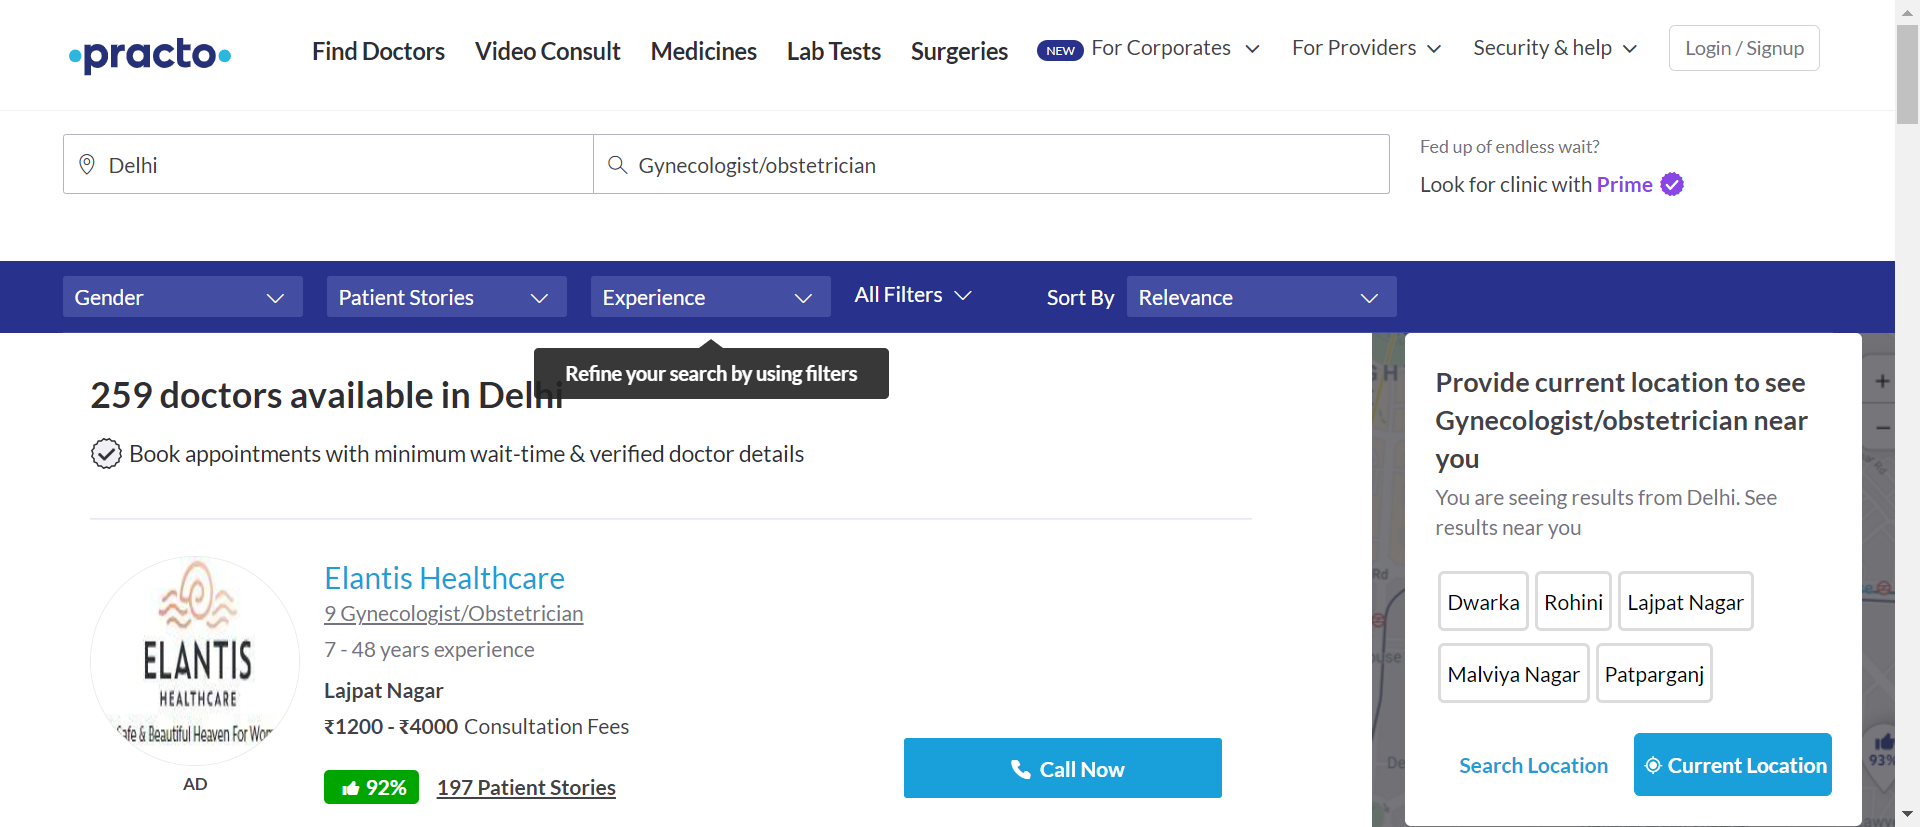 practo
Find Doctors Video Consult Medicines Lab Tests Surgeries NEW For Corporates For Providers Security & help Login / Signup
Delhi
Gynecologist/obstetrician
Fed up of endless wait?
Look for clinic with Prime
Gender Patient Stories Experience All Filters Sort By Relevance
Refine your search by using filters
259 doctors available in Delhi
Book appointments with minimum wait-time & verified doctor details
ELANTIS
HEALTHCARE
& Beautiful Heaven For
AD
Elantis Healthcare
9 Gynecologist/Obstetrician
7 - 48 years experience
Lajpat Nagar
₹1200 - ₹4000 Consultation Fees
92% 197 Patient Stories
Call Now
Provide current location to see
Gynecologist/obstetrician near
you
You are seeing results from Delhi. See
results near you
Dwarka Rohini Lajpat Nagar
Malviya Nagar Patparganj
Search Location Current Location
Rd
93%